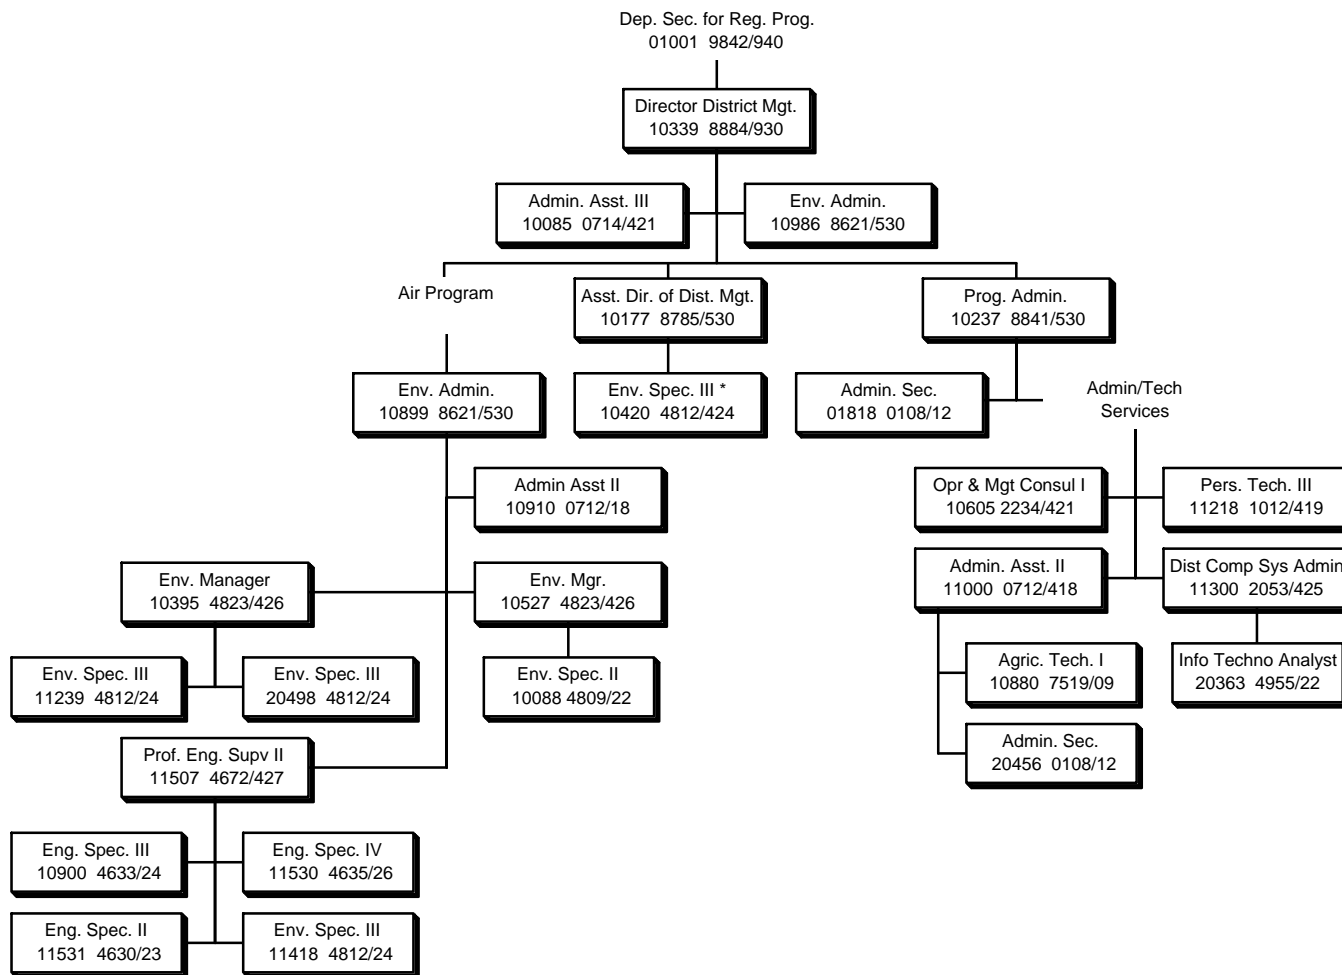 Dep. Sec. for Reg. Prog.
01001 9842/940
Director District Mgt.
10339 8884/930
Admin. Asst. III
10085 0714/421
Env. Admin.
10986 8621/530
Air Program
Asst. Dir. of Dist. Mgt.
10177 8785/530
Prog. Admin.
10237 8841/530
Env. Admin.
10899 8621/530
Env. Spec. III *
10420 4812/424
Admin. Sec.
01818 0108/12
Admin/Tech
Services
Admin Asst II
10910 0712/18
Opr & Mgt Consul I
10605 2234/421
Pers. Tech. III
11218 1012/419
Env. Manager
10395 4823/426
Env. Mgr.
10527 4823/426
Admin. Asst. II
11000 0712/418
Dist Comp Sys Admin
11300 2053/425
Env. Spec. III
11239 4812/24
Env. Spec. III
20498 4812/24
Env. Spec. II
10088 4809/22
Agric. Tech. I
10880 7519/09
Info Techno Analyst
20363 4955/22
Prof. Eng. Supv II
11507 4672/427
Admin. Sec.
20456 0108/12
Eng. Spec. III
10900 4633/24
Eng. Spec. IV
11530 4635/26
Eng. Spec. II
11531 4630/23
Env. Spec. III
11418 4812/24